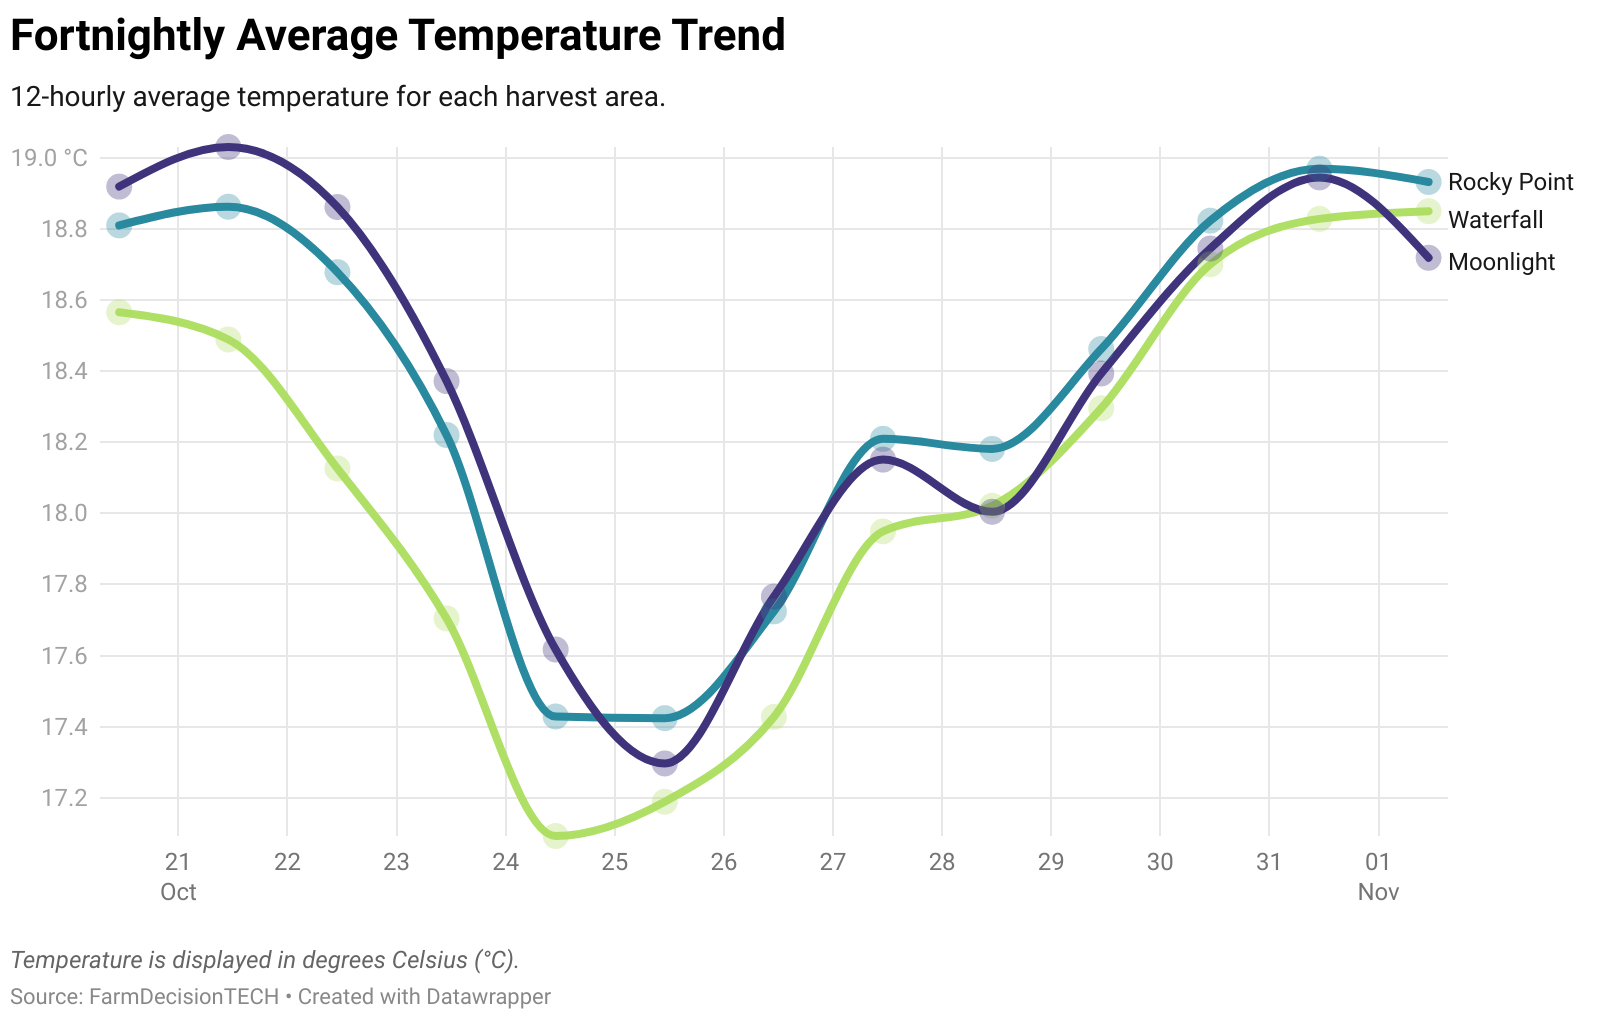 Fortnightly Average Temperature Trend
12-hourly average temperature for each harvest area.
19.0 °C
18.8
18.6
18.4
18.2
18.0
17.8
17.6
17.4
17.2
Rocky Point
Waterfall
Moonlight
21 22 23 24 25 26 27 28 29 30 31 01
Oct Nov
Temperature is displayed in degrees Celsius (°C).
Source: FarmDecisionTECH • Created with Datawrapper